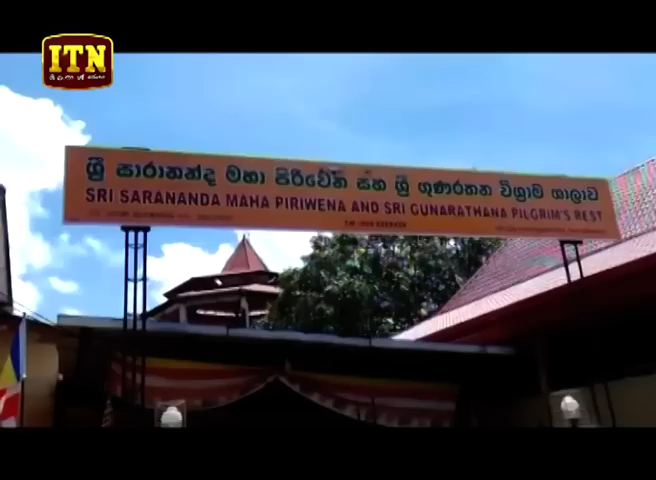 ITN
ශ්‍රී සාරානන්ද මහා පිරිවේන සහ ශ්‍රී ගුණරතන විශ්‍රාම ශාලාව
SRI SARANANDA MAHA PIRIWENA AND SRI GUNARATHANA PILGRIM'S REST